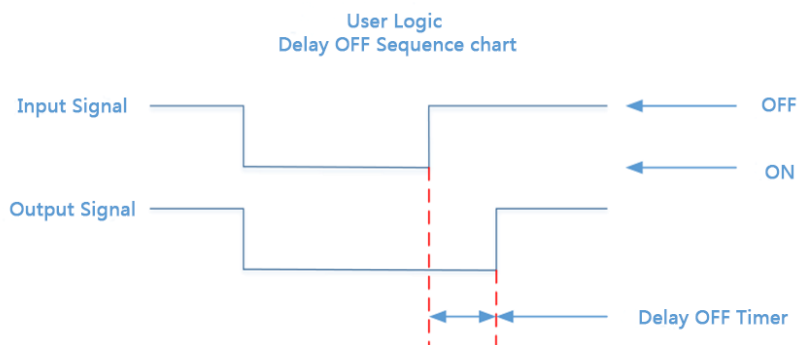 User Logic
Delay OFF Sequence chart
Input Signal
OFF
ON
Output Signal
Delay OFF Timer